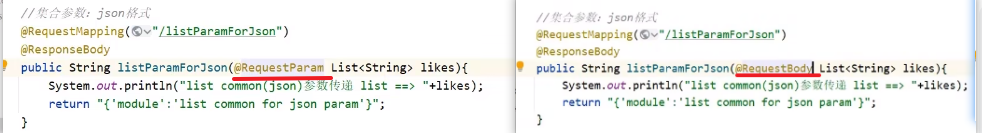 //集合参数：json格式
@RequestMapping("/listParamForJson")
@ResponseBody
public String listParamForJson(@RequestParam List<String> likes){
System.out.println("list common(json)参数传递 list ==> "+likes);
return "{'module':'list common for json param'}";
}
//集合参数：json格式
@RequestMapping("/listParamForJson")
@ResponseBody
public String listParamForJson(@RequestBody List<String> likes){
System.out.println("list common(json)参数传递 list ==> "+likes);
return "{'module':'list common for json param'}";
}